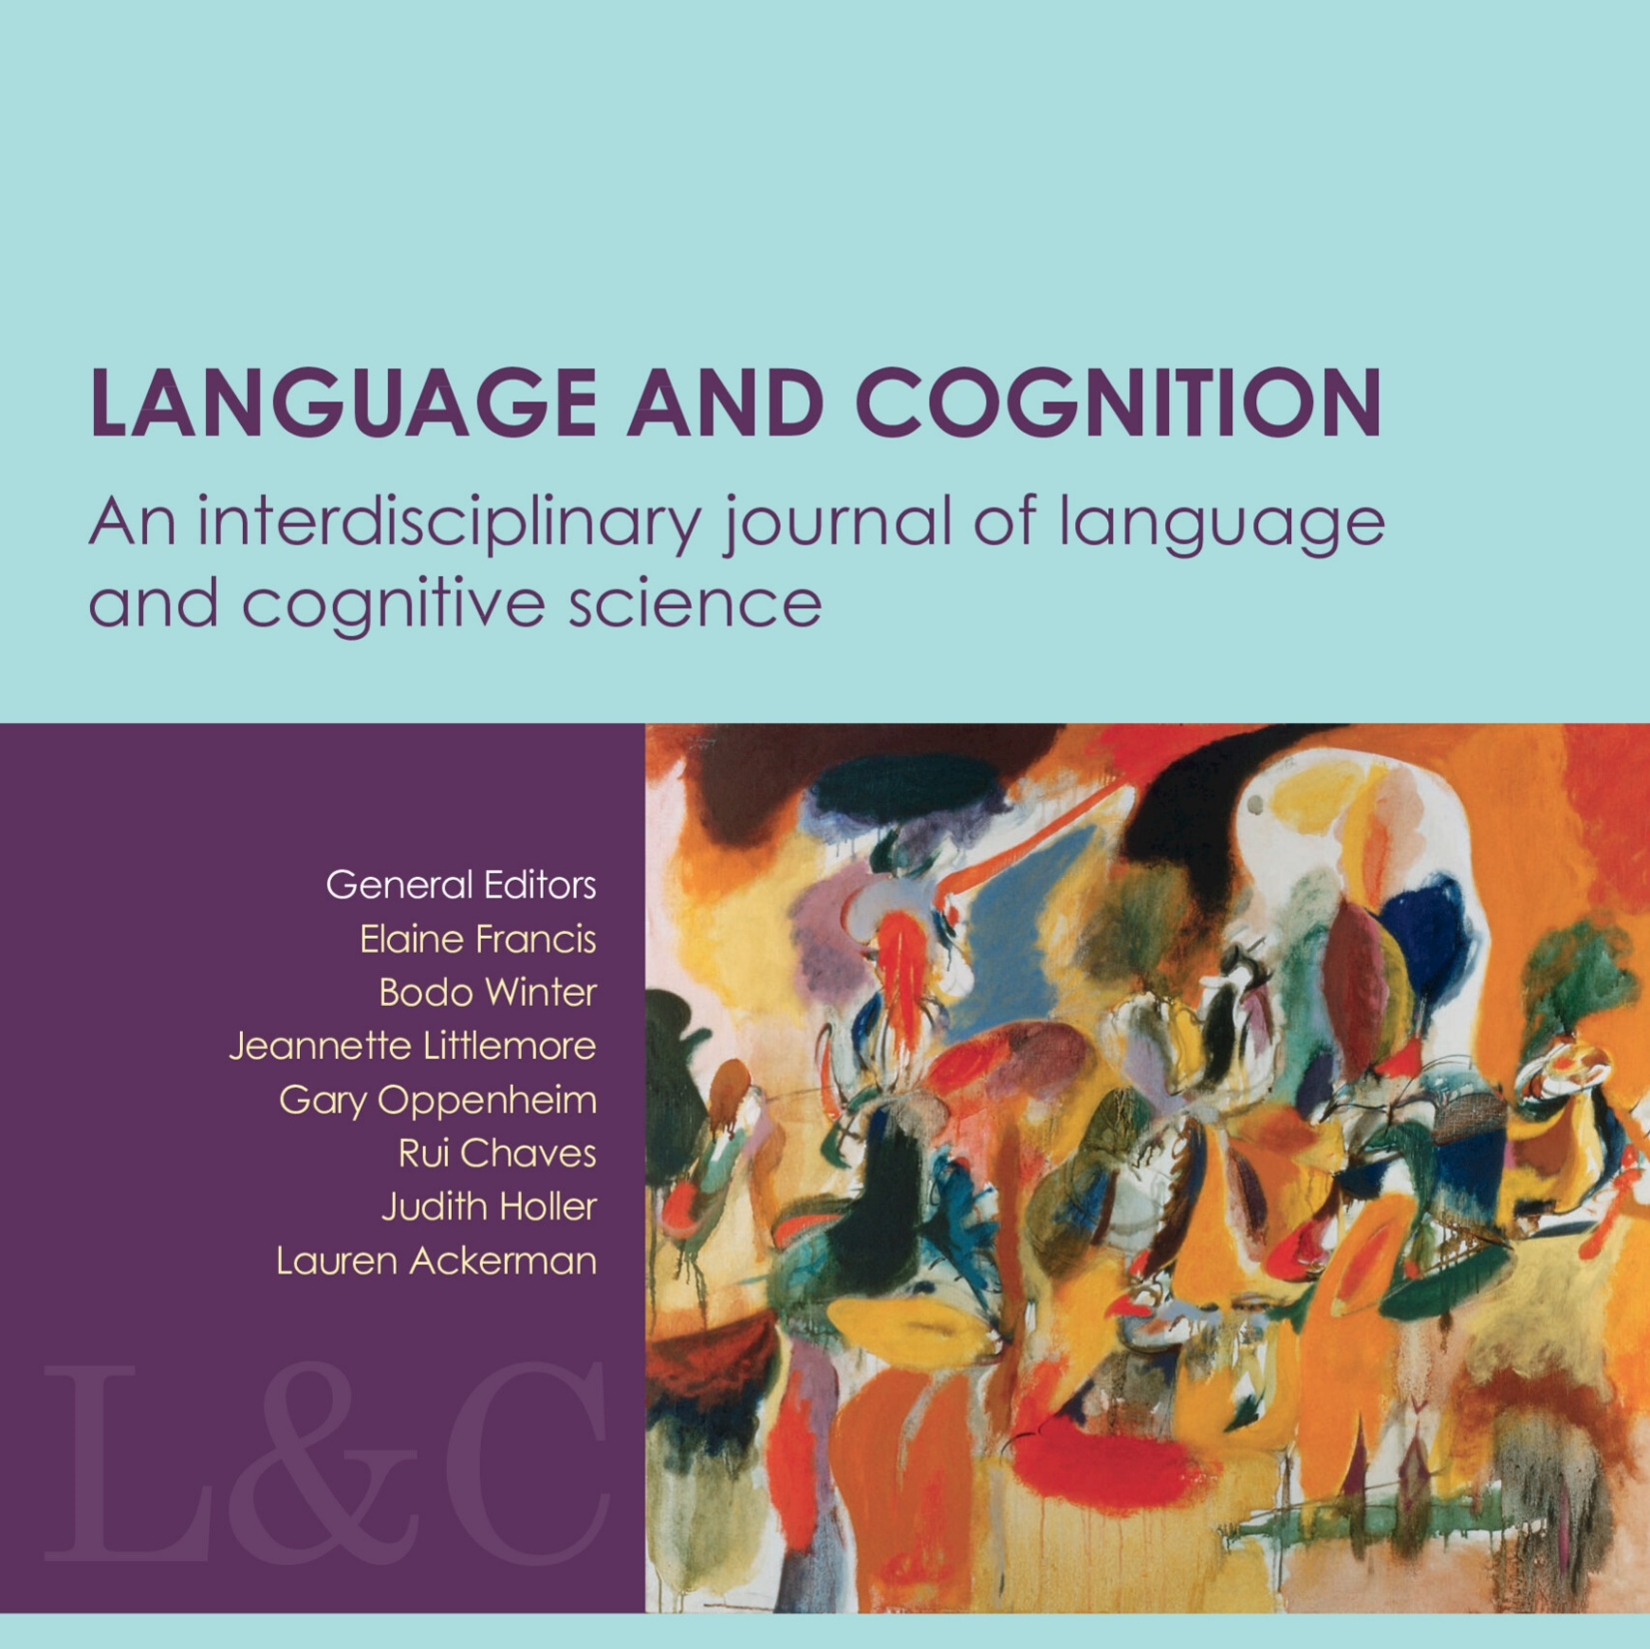 LANGUAGE AND COGNITION
An interdisciplinary journal of language
and cognitive science
General Editors
Elaine Francis
Bodo Winter
Jeannette Littlemore
Gary Oppenheim
Rui Chaves
Judith Holler
Lauren Ackerman
L&C